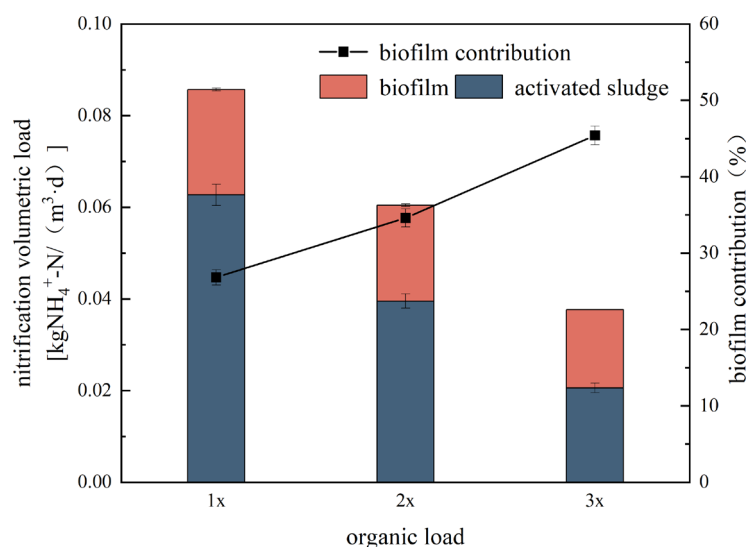 0.10
0.08
0.06
0.04
0.02
0.00
nitrification volumetric load
[kgNH₄⁺-N/（m³·d）]
biofilm contribution
biofilm
activated sludge
60
50
40
30
20
10
0
biofilm contribution（%）
1x
2x
3x
organic load